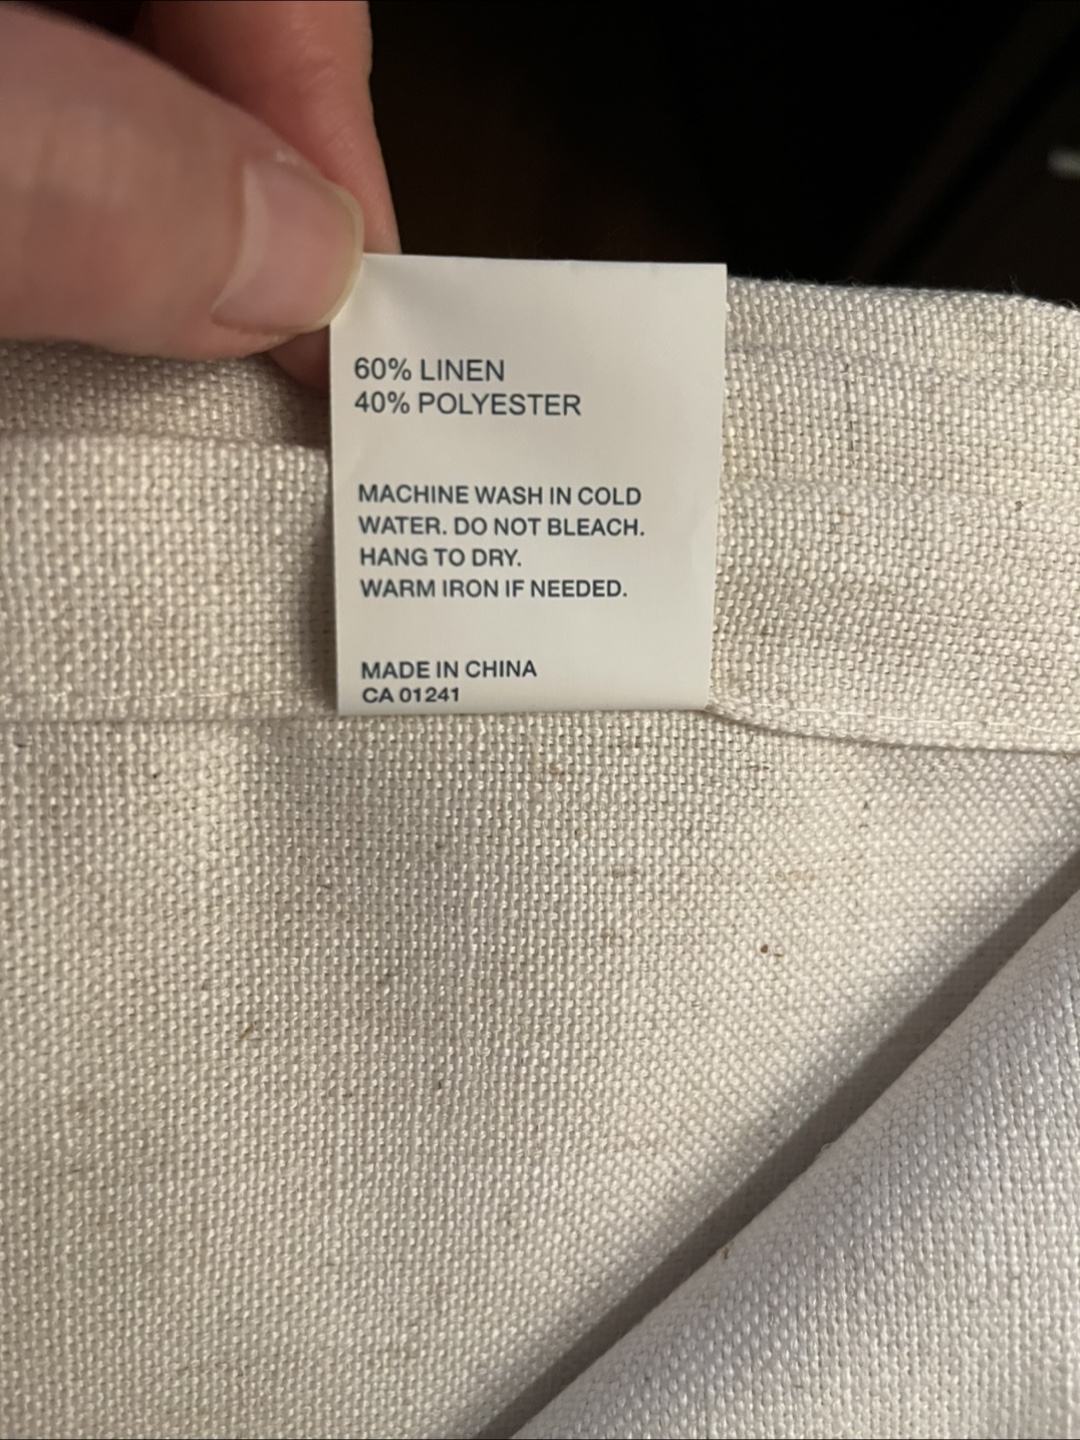 60% LINEN
40% POLYESTER
MACHINE WASH IN COLD
WATER. DO NOT BLEACH.
HANG TO DRY.
WARM IRON IF NEEDED.
MADE IN CHINA
CA 01241